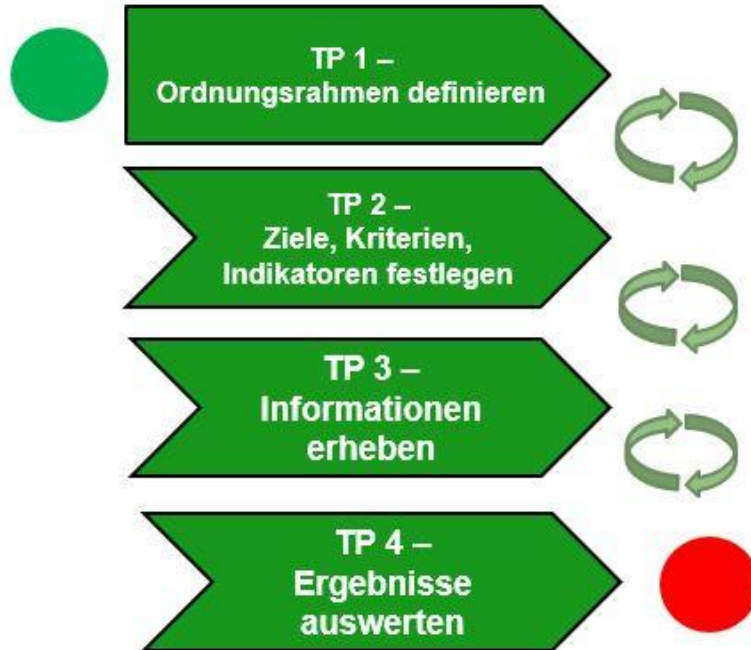 TP 1 –
Ordnungsrahmen definieren
TP 2 –
Ziele, Kriterien,
Indikatoren festlegen
TP 3 –
Informationen
erheben
TP 4 –
Ergebnisse
auswerten